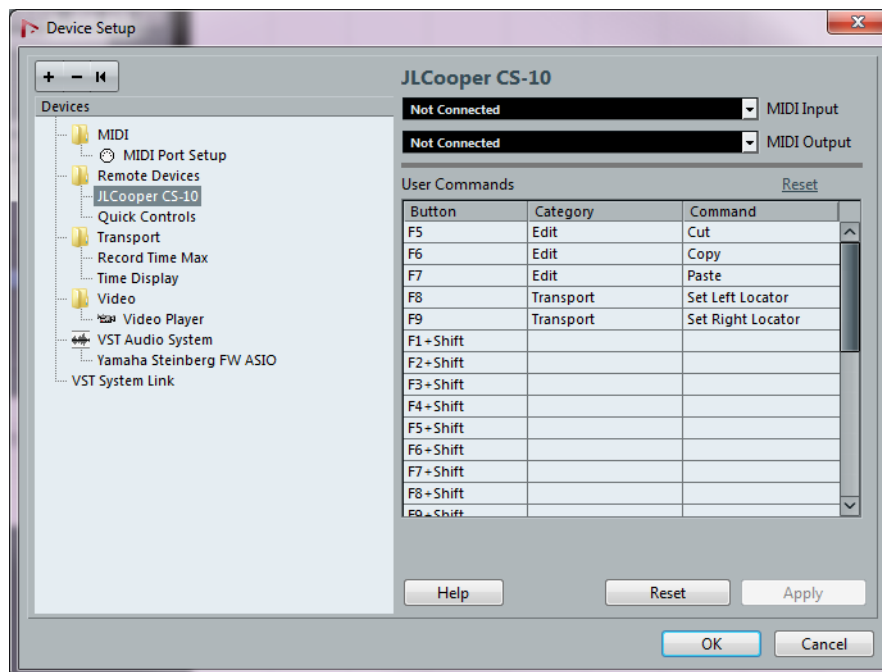 Device Setup
Devices
MIDI
MIDI Port Setup
Remote Devices
JLCooper CS-10
Quick Controls
Transport
Record Time Max
Time Display
Video
Video Player
VST Audio System
Yamaha Steinberg FW ASIO
VST System Link
JLCooper CS-10
Not Connected MIDI Input
Not Connected MIDI Output
User Commands Reset
Button Category Command
F5 Edit Cut
F6 Edit Copy
F7 Edit Paste
F8 Transport Set Left Locator
F9 Transport Set Right Locator
F1+Shift
F2+Shift
F3+Shift
F4+Shift
F5+Shift
F6+Shift
F7+Shift
F8+Shift
F9+Shift
Help Reset Apply
OK Cancel